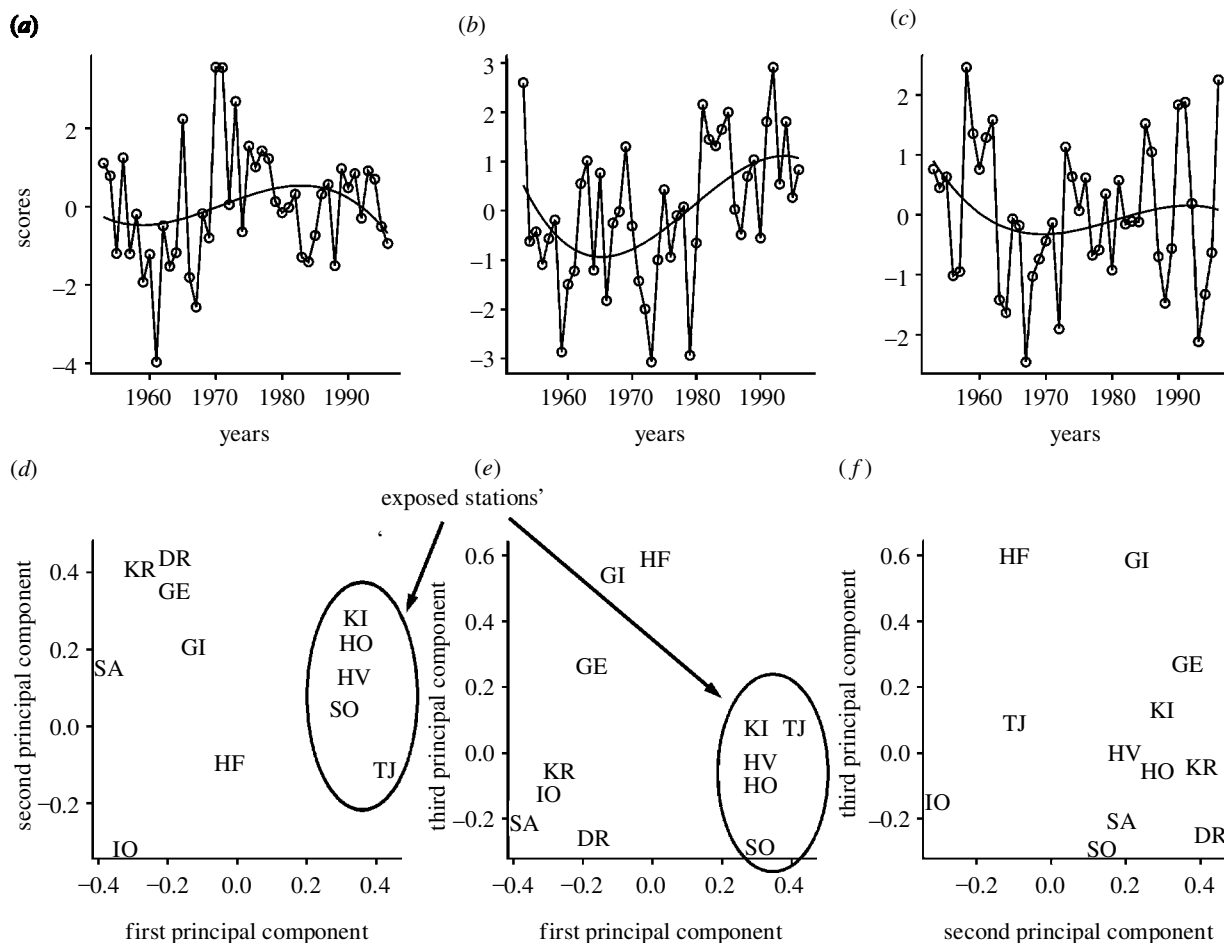 (a)
(b)
(c)
scores
2
0
−2
−4
1960 1970 1980 1990
years
3
2
1
0
−1
−2
−3
1960 1970 1980 1990
years
2
1
0
−1
−2
1960 1970 1980 1990
years
(d)
(e)
(f)
exposed stations’
‘
second principal component
0.4
0.2
0.0
−0.2
KR
DR
GE
GI
SA
HF
IO
KI
HO
HV
SO
TJ
−0.4 −0.2 0.0 0.2 0.4
first principal component
third principal component
0.6
0.4
0.2
0.0
−0.2
HF
GI
GE
KR
IO
SA
DR
KI TJ
HV
HO
SO
−0.4 −0.2 0.0 0.2 0.4
first principal component
third principal component
0.6
0.4
0.2
0.0
−0.2
HF
GI
GE
KI
TJ
HV
HO
KR
IO
SA
SO
DR
−0.2 0.0 0.2 0.4
second principal component